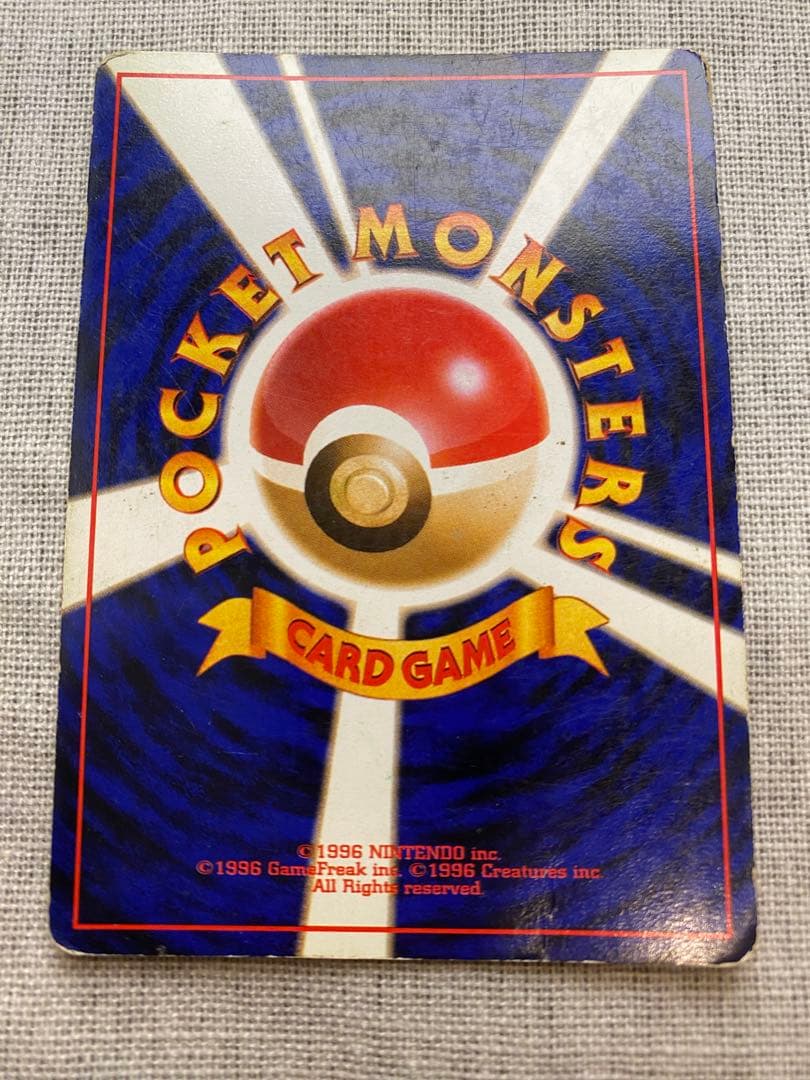 POCKET MONSTERS
CARD GAME
©1996 NINTENDO inc.
©1996 GameFreak inc. ©1996 Creatures inc.
All Rights reserved.